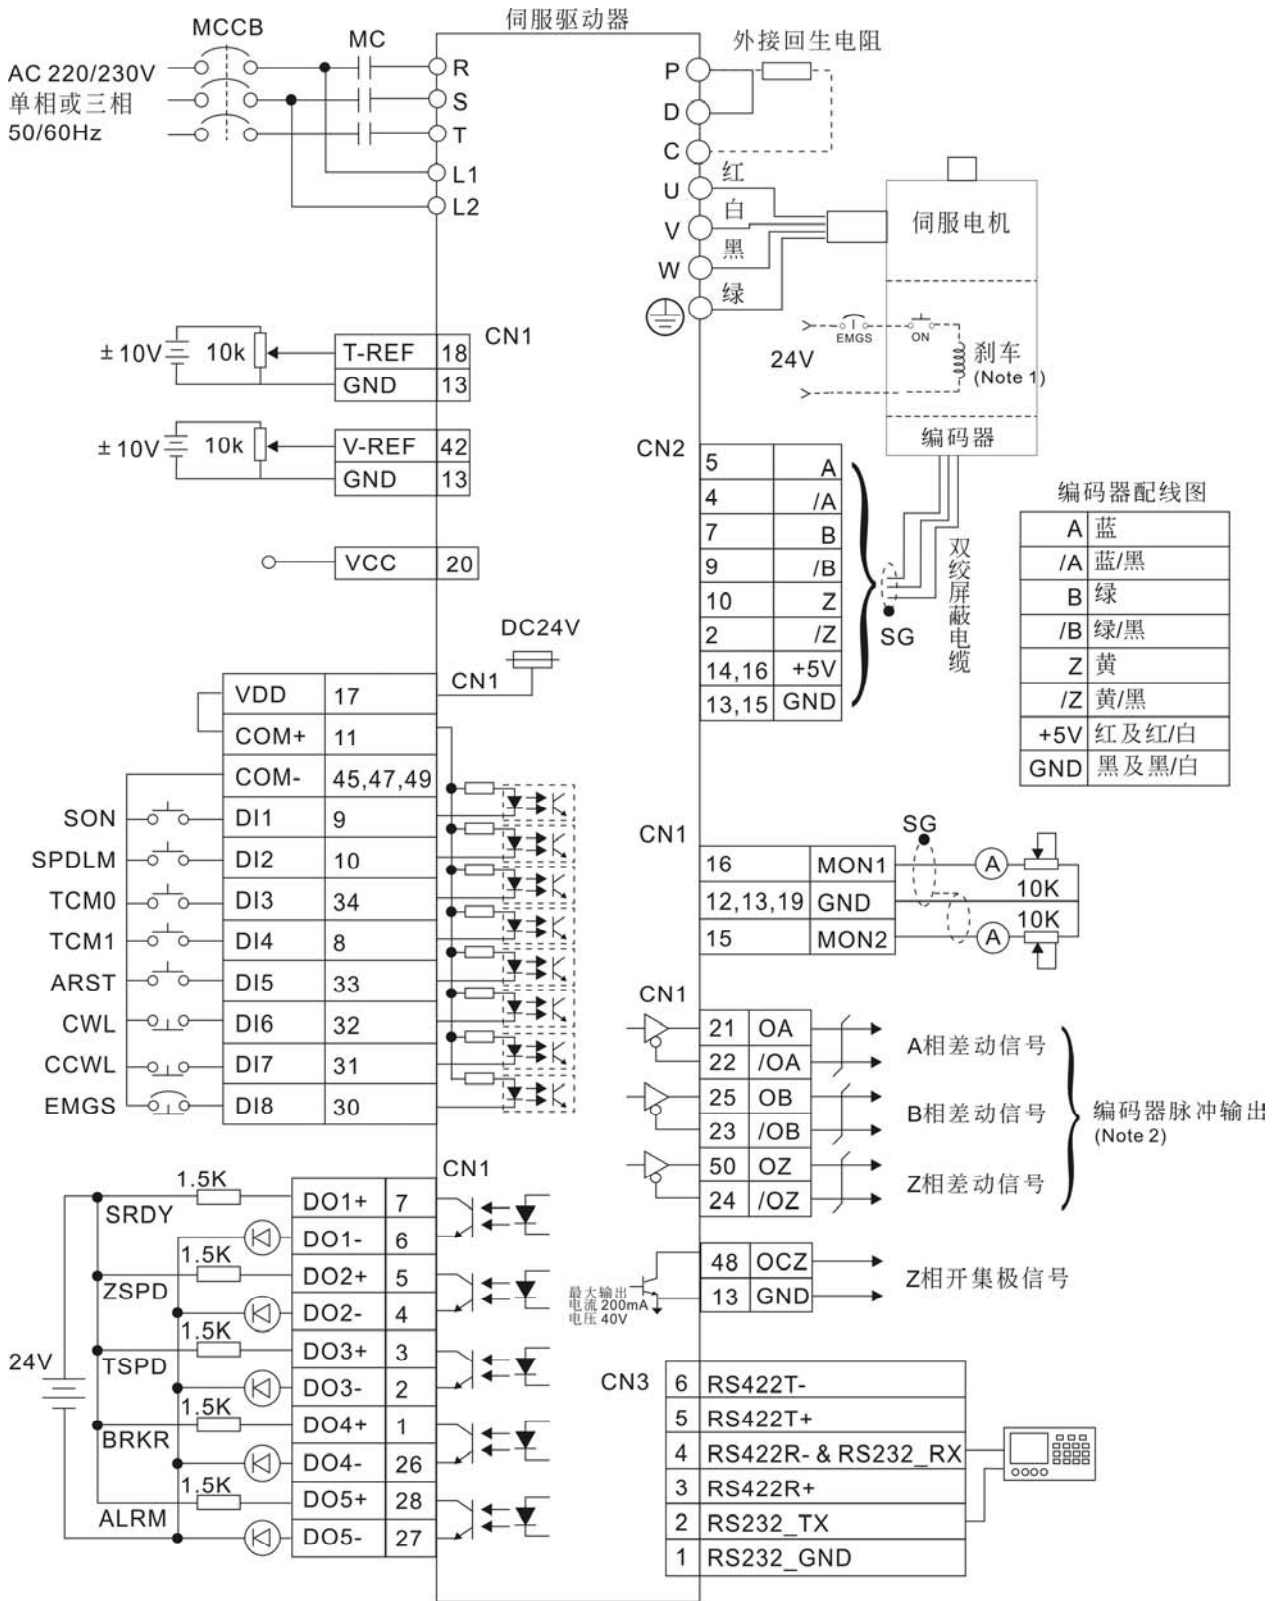 伺服驱动器
MCCB
MC
AC 220/230V
单相或三相
50/60Hz
R
S
T
L1
L2
外接回生电阻
P
D
C
U
V
W
红
白
黑
绿
伺服电机
EMGS
ON
24V
刹车
(Note 1)
编码器
CN1
±10V
10k
T-REF 18
GND 13
±10V
10k
V-REF 42
GND 13
VCC 20
CN2
5 A
4 /A
7 B
9 /B
10 Z
2 /Z
14,16 +5V
13,15 GND
SG
双绞屏蔽电缆
编码器配线图
A 蓝
/A 蓝/黑
B 绿
/B 绿/黑
Z 黄
/Z 黄/黑
+5V 红及红/白
GND 黑及黑/白
DC24V
CN1
VDD 17
COM+ 11
COM- 45,47,49
SON DI1 9
SPDLM DI2 10
TCM0 DI3 34
TCM1 DI4 8
ARST DI5 33
CWL DI6 32
CCWL DI7 31
EMGS DI8 30
CN1
SG
16 MON1
A
10K
12,13,19 GND
10K
15 MON2
A
CN1
21 OA
22 /OA
A相差动信号
25 OB
23 /OB
B相差动信号
50 OZ
24 /OZ
Z相差动信号
编码器脉冲输出
(Note 2)
48 OCZ
13 GND
Z相开集极信号
最大输出
电流 200mA
电压 40V
CN1
24V
1.5K
SRDY
DO1+ 7
DO1- 6
1.5K
ZSPD
DO2+ 5
DO2- 4
1.5K
TSPD
DO3+ 3
DO3- 2
1.5K
BRKR
DO4+ 1
DO4- 26
1.5K
ALRM
DO5+ 28
DO5- 27
CN3
6 RS422T-
5 RS422T+
4 RS422R- & RS232_RX
3 RS422R+
2 RS232_TX
1 RS232_GND